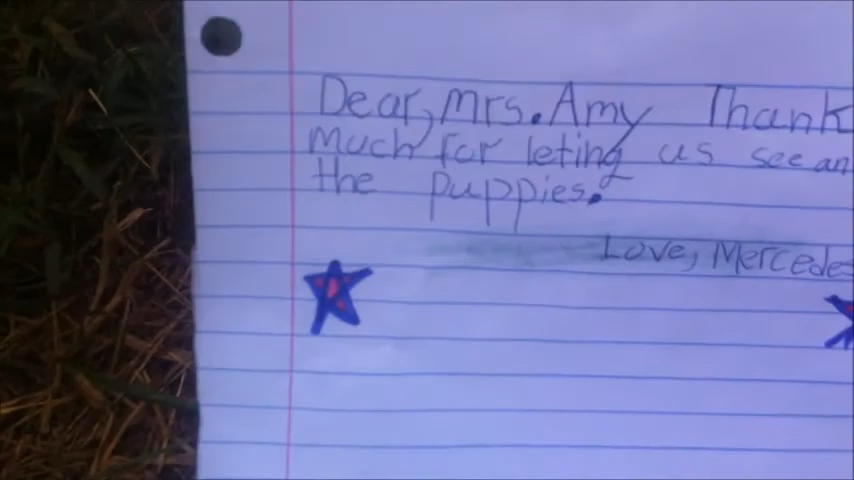 Dear, Mrs. Amy Thank
much for leting us see an
the puppies.
Love, Mercedes